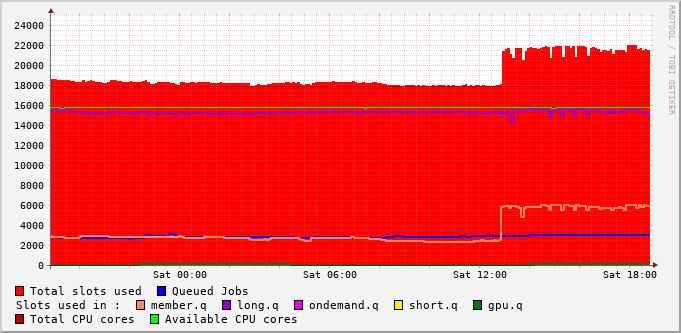 RRDTOOL / TOBI OETIKER
24000
22000
20000
18000
16000
14000
12000
10000
8000
6000
4000
2000
0
Sat 00:00 Sat 06:00 Sat 12:00 Sat 18:00
Total slots used Queued Jobs
Slots used in : member.q long.q ondemand.q short.q gpu.q
Total CPU cores Available CPU cores